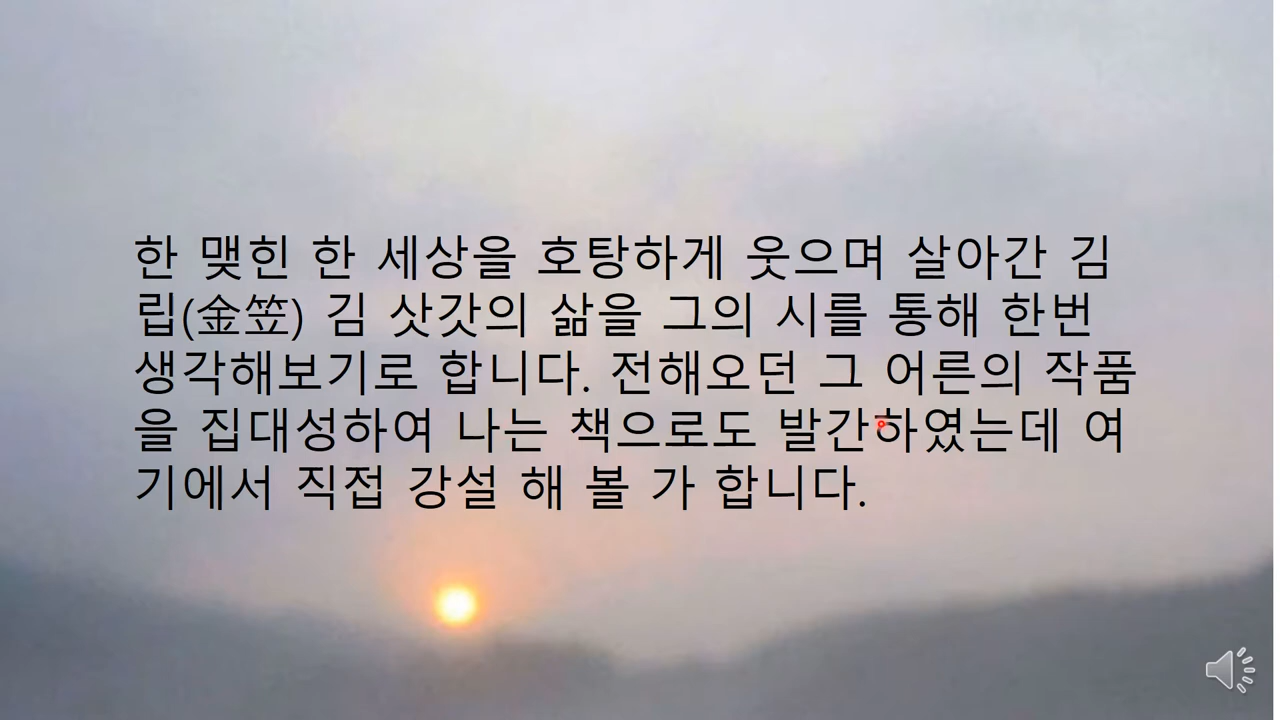 한 맺힌 한 세상을 호탕하게 웃으며 살아간 김
립(金笠) 김 삿갓의 삶을 그의 시를 통해 한번
생각해보기로 합니다. 전해오던 그 어른의 작품
을 집대성하여 나는 책으로도 발간하였는데 여
기에서 직접 강설 해 볼 가 합니다.